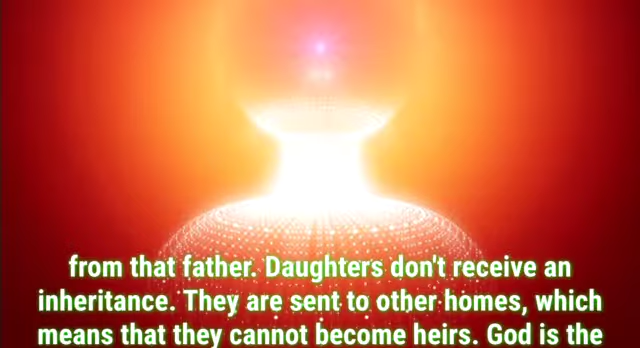 from that father. Daughters don't receive an
inheritance. They are sent to other homes, which
means that they cannot become heirs. God is the